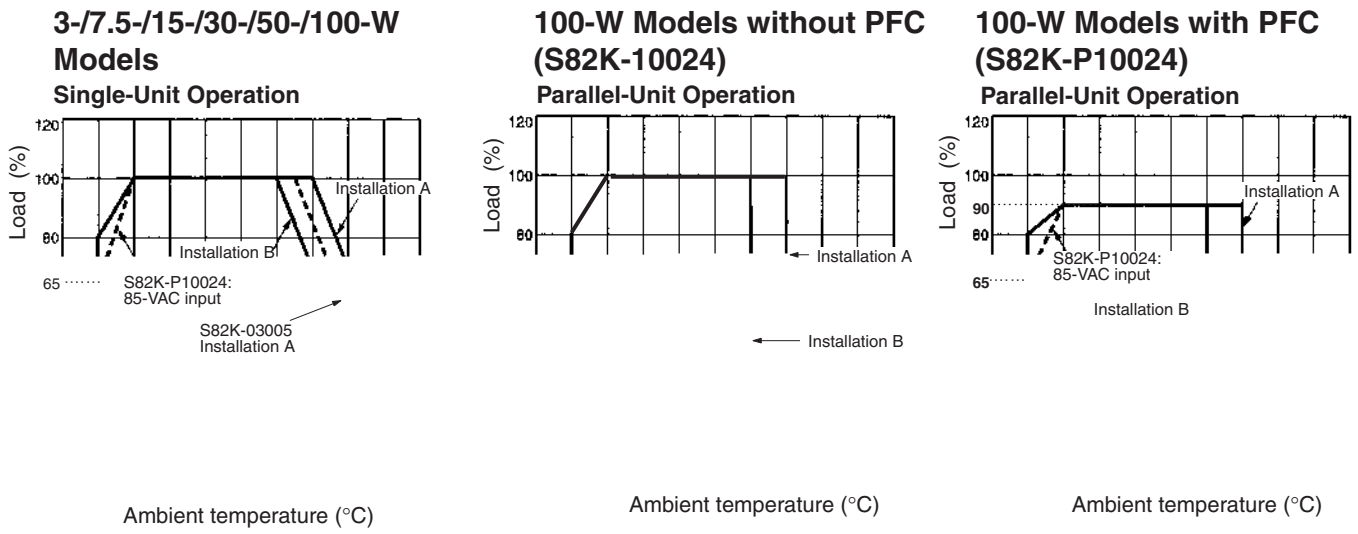 3-/7.5-/15-/30-/50-/100-W
Models
Single-Unit Operation
120
100
80
65
Load (%)
Installation A
Installation B
S82K-P10024:
85-VAC input
S82K-03005
Installation A
Ambient temperature (°C)
100-W Models without PFC
(S82K-10024)
Parallel-Unit Operation
120
100
80
Load (%)
Installation A
Installation B
Ambient temperature (°C)
100-W Models with PFC
(S82K-P10024)
Parallel-Unit Operation
120
100
90
80
65
Load (%)
Installation A
S82K-P10024:
85-VAC input
Installation B
Ambient temperature (°C)